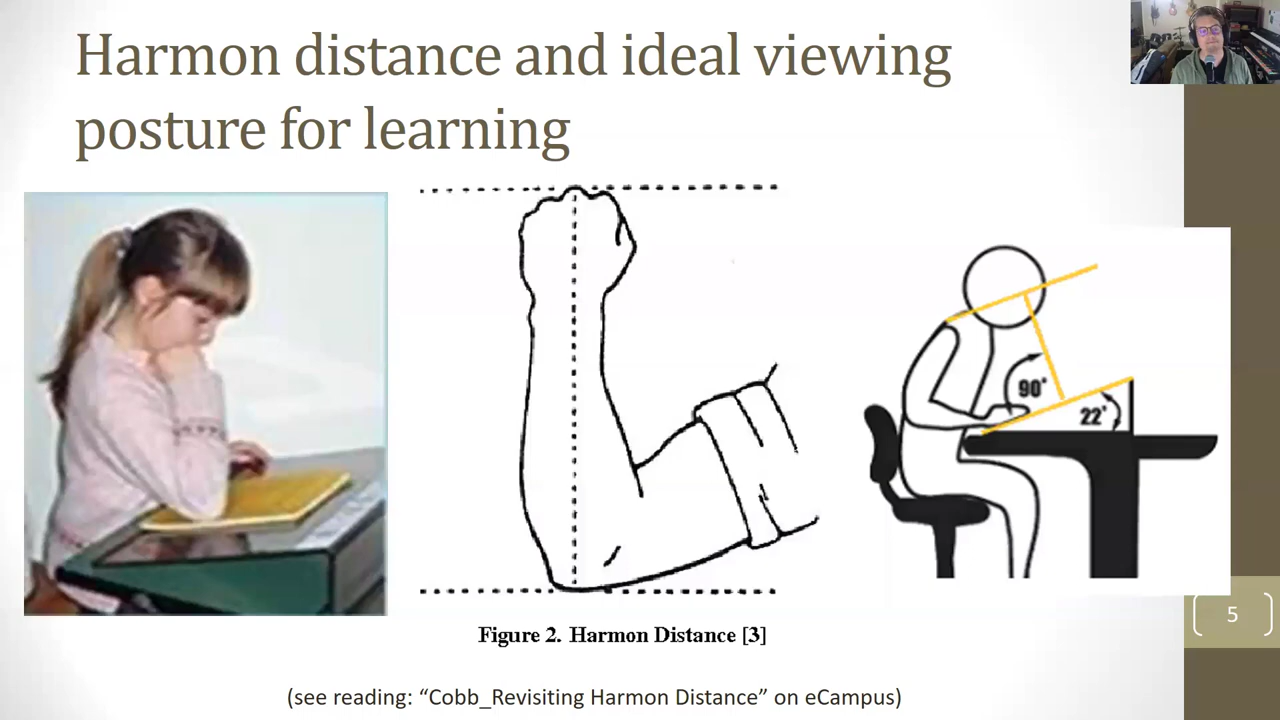 Harmon distance and ideal viewing
posture for learning
90°
22°
Figure 2. Harmon Distance [3]
5
(see reading: “Cobb_Revisiting Harmon Distance” on eCampus)